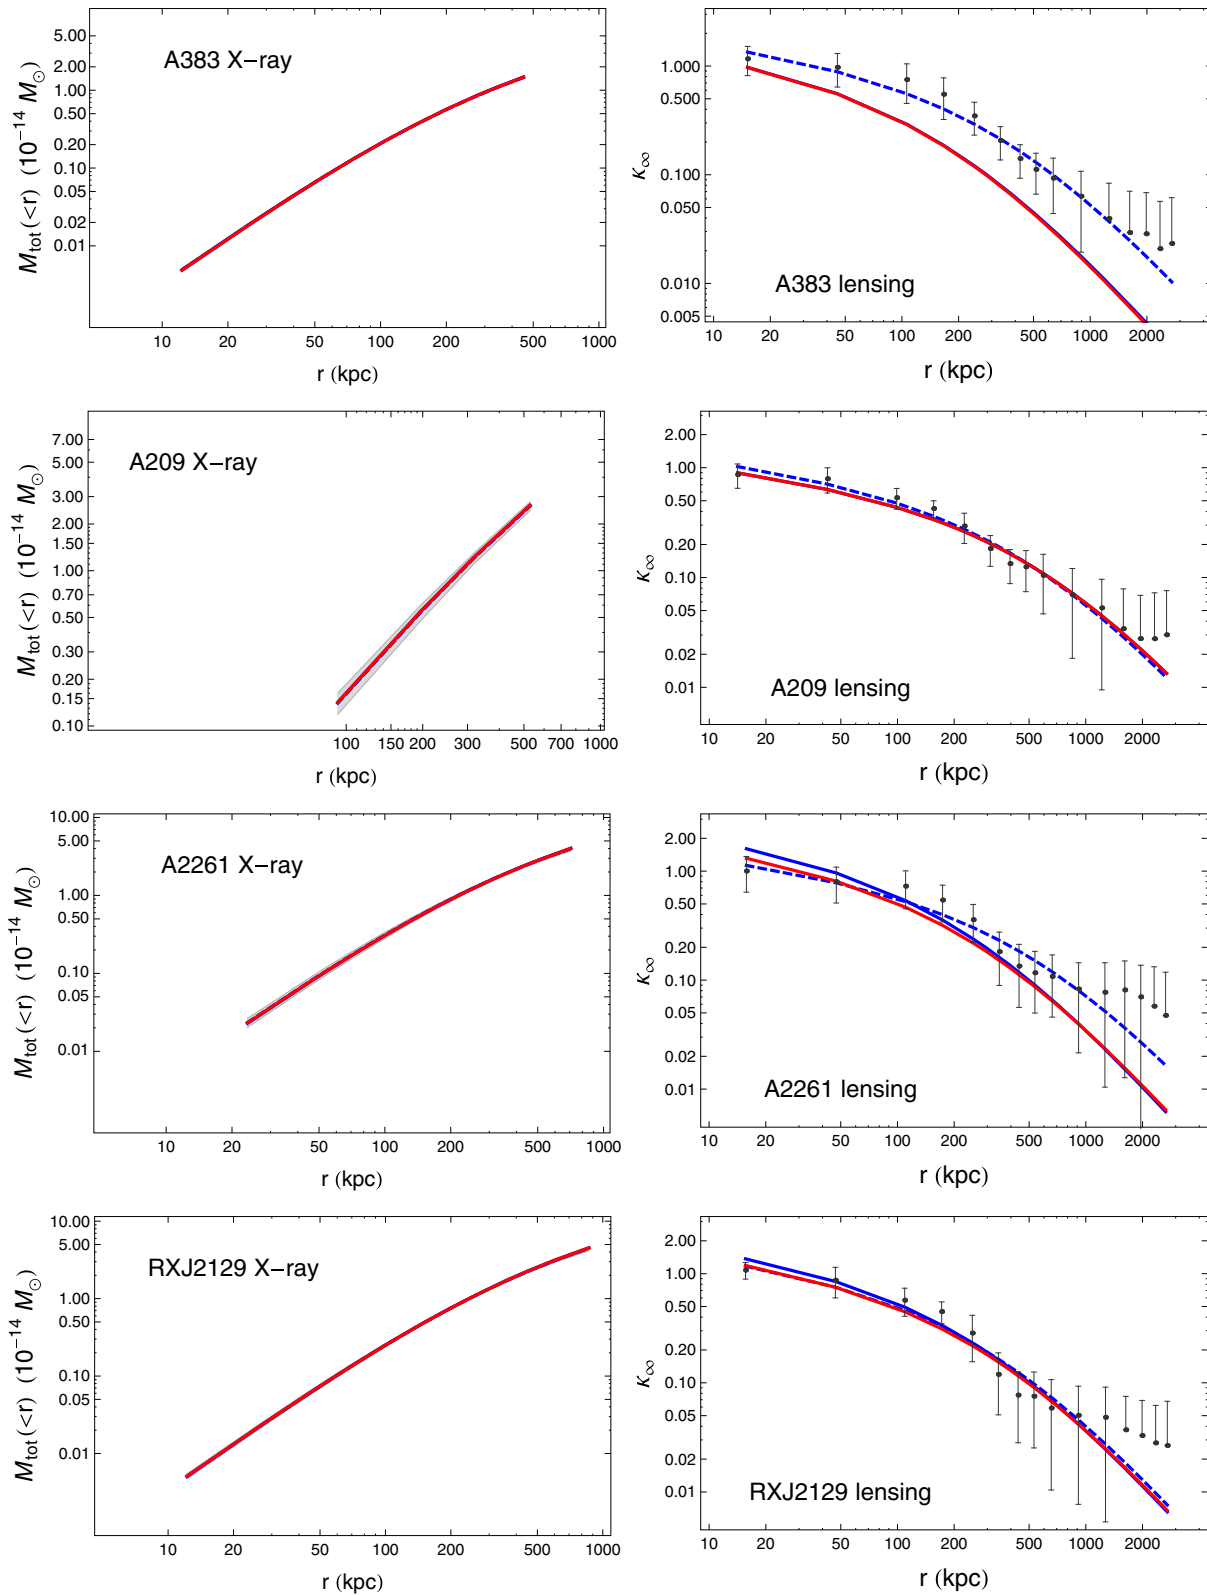 A383 X−ray
5.00
2.00
1.00
0.50
0.20
0.10
0.05
0.02
0.01
M_tot(<r) (10^−14 M_⊙)
10 20 50 100 200 500 1000
r (kpc)
A383 lensing
1.000
0.500
0.100
0.050
0.010
0.005
κ_∞
10 50 100 200 500 1000 2000
r (kpc)
A209 X−ray
7.00
5.00
3.00
2.00
1.50
1.00
0.70
0.50
0.30
0.20
0.15
0.10
M_tot(<r) (10^−14 M_⊙)
100 150 200 300 500 700 1000
r (kpc)
A209 lensing
2.00
1.00
0.50
0.20
0.10
0.05
0.02
0.01
κ_∞
10 50 100 200 500 1000 2000
r (kpc)
A2261 X−ray
10.00
5.00
1.00
0.50
0.10
0.05
0.01
M_tot(<r) (10^−14 M_⊙)
10 20 50 100 200 500 1000
r (kpc)
A2261 lensing
2.00
1.00
0.50
0.20
0.10
0.05
0.02
0.01
κ_∞
10 50 100 200 500 1000 2000
r (kpc)
RXJ2129 X−ray
10.00
5.00
1.00
0.50
0.10
0.05
0.01
M_tot(<r) (10^−14 M_⊙)
10 20 50 100 200 500 1000
r (kpc)
RXJ2129 lensing
2.00
1.00
0.50
0.20
0.10
0.05
0.02
0.01
κ_∞
10 50 100 200 500 1000 2000
r (kpc)